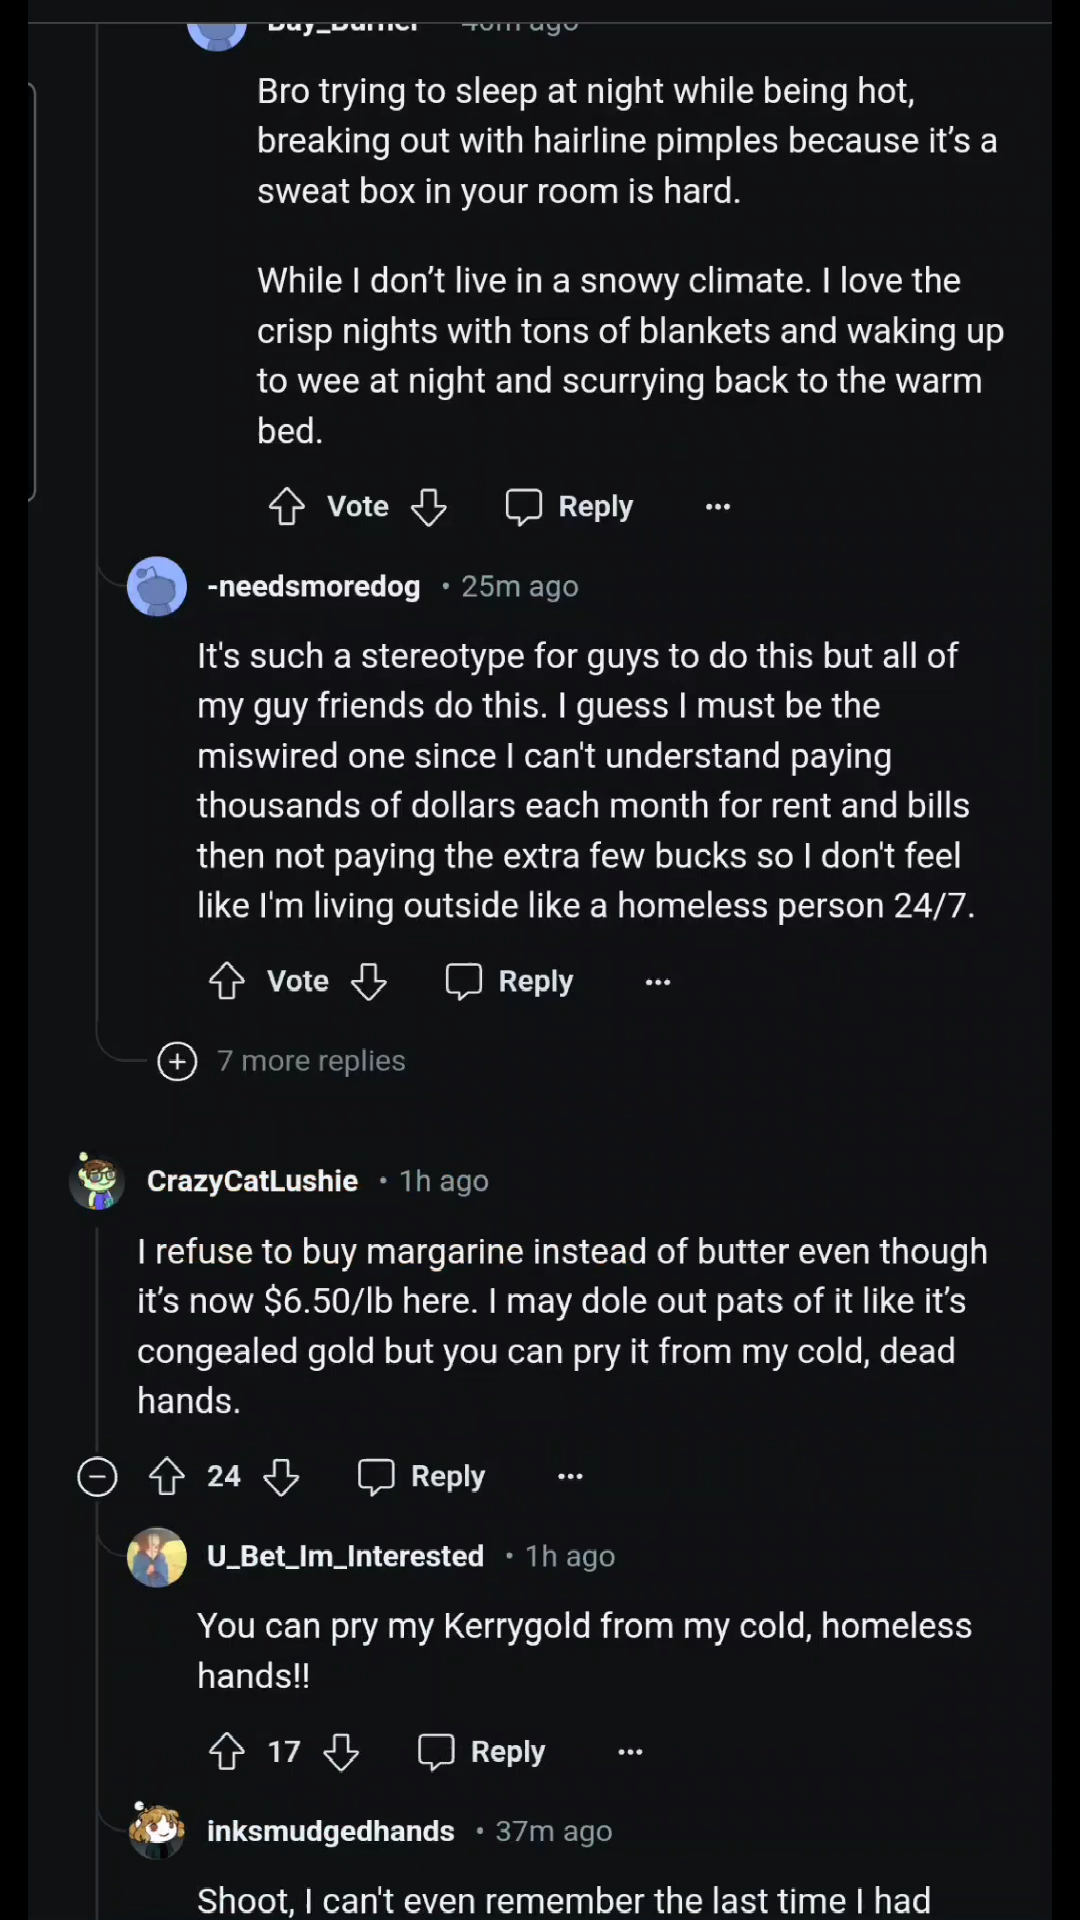 Bro trying to sleep at night while being hot,
breaking out with hairline pimples because it’s a
sweat box in your room is hard.
While I don’t live in a snowy climate. I love the
crisp nights with tons of blankets and waking up
to wee at night and scurrying back to the warm
bed.
Vote Reply
-needsmoredog • 25m ago
It's such a stereotype for guys to do this but all of
my guy friends do this. I guess I must be the
miswired one since I can't understand paying
thousands of dollars each month for rent and bills
then not paying the extra few bucks so I don't feel
like I'm living outside like a homeless person 24/7.
Vote Reply
7 more replies
CrazyCatLushie • 1h ago
I refuse to buy margarine instead of butter even though
it’s now $6.50/lb here. I may dole out pats of it like it’s
congealed gold but you can pry it from my cold, dead
hands.
24 Reply
U_Bet_Im_Interested • 1h ago
You can pry my Kerrygold from my cold, homeless
hands!!
17 Reply
inksmudgedhands • 37m ago
Shoot, I can't even remember the last time I had